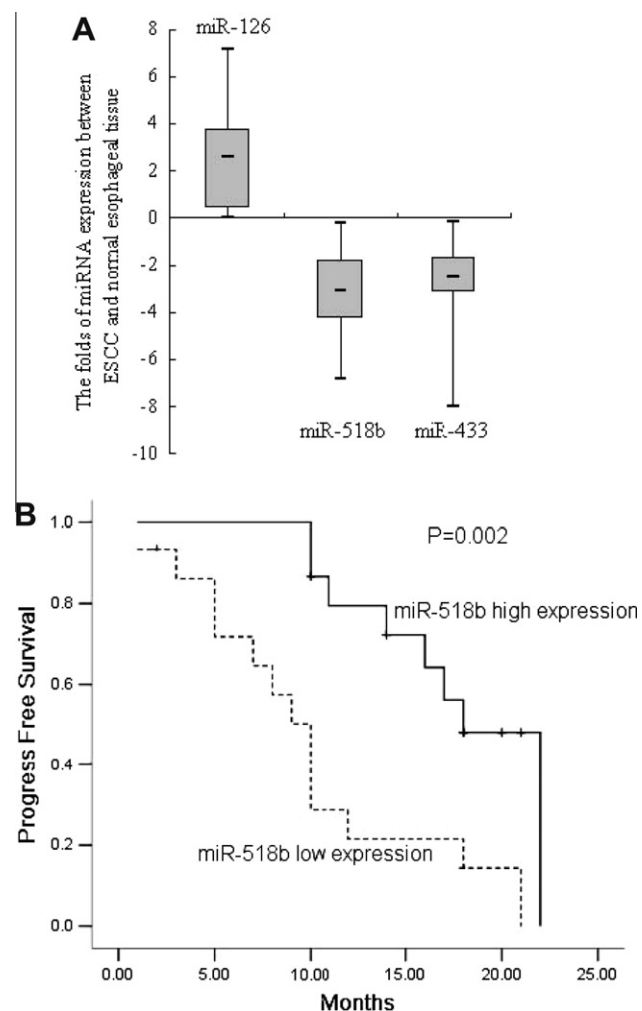 A
miR-126
The folds of miRNA expression between
ESCC and normal esophageal tissue
8
6
4
2
0
-2
-4
-6
-8
-10
miR-518b
miR-433
B
P=0.002
miR-518b high expression
miR-518b low expression
Progress Free Survival
1.0
0.8
0.6
0.4
0.2
0.0
0.00 5.00 10.00 15.00 20.00 25.00
Months